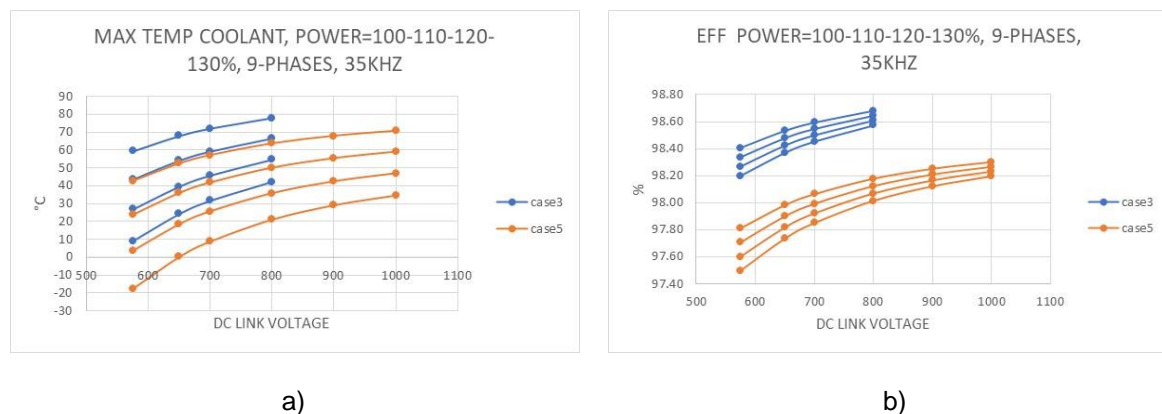 MAX TEMP COOLANT, POWER=100-110-120-
130%, 9-PHASES, 35KHZ
90
80
70
60
50
40
30
20
10
0
-10
-20
-30
500
600
700
800
900
1000
1100
°C
DC LINK VOLTAGE
case3
case5
a)
EFF POWER=100-110-120-130%, 9-PHASES,
35KHZ
98.80
98.60
98.40
98.20
98.00
97.80
97.60
97.40
500
600
700
800
900
1000
1100
%
DC LINK VOLTAGE
case3
case5
b)